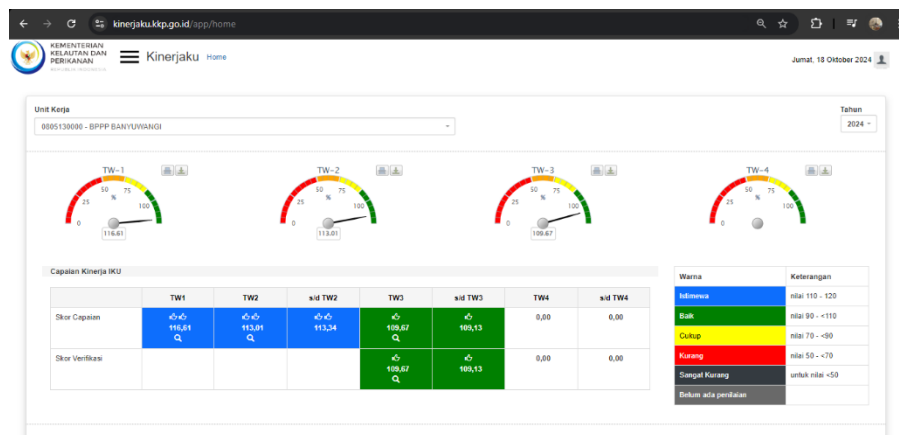 kinerjaku.kkp.go.id/app/home
KEMENTERIAN
KELAUTAN DAN
PERIKANAN
REPUBLIK INDONESIA
Kinerjaku Home
Jumat, 18 Oktober 2024
Unit Kerja
Tahun
0805130000 - BPPP BANYUWANGI
2024
TW-1
0 25 50 75 100
%
116.61
TW-2
0 25 50 75 100
%
113.01
TW-3
0 25 50 75 100
%
109.67
TW-4
0 25 50 75 100
%
Capaian Kinerja IKU
TW1 TW2 s/d TW2 TW3 s/d TW3 TW4 s/d TW4
Skor Capaian 116,61 113,01 113,34 109,67 109,13 0,00 0,00
Skor Verifikasi 109,67 109,13 0,00 0,00
Warna Keterangan
Istimewa nilai 110 - 120
Baik nilai 90 - <110
Cukup nilai 70 - <90
Kurang nilai 50 - <70
Sangat Kurang untuk nilai <50
Belum ada penilaian